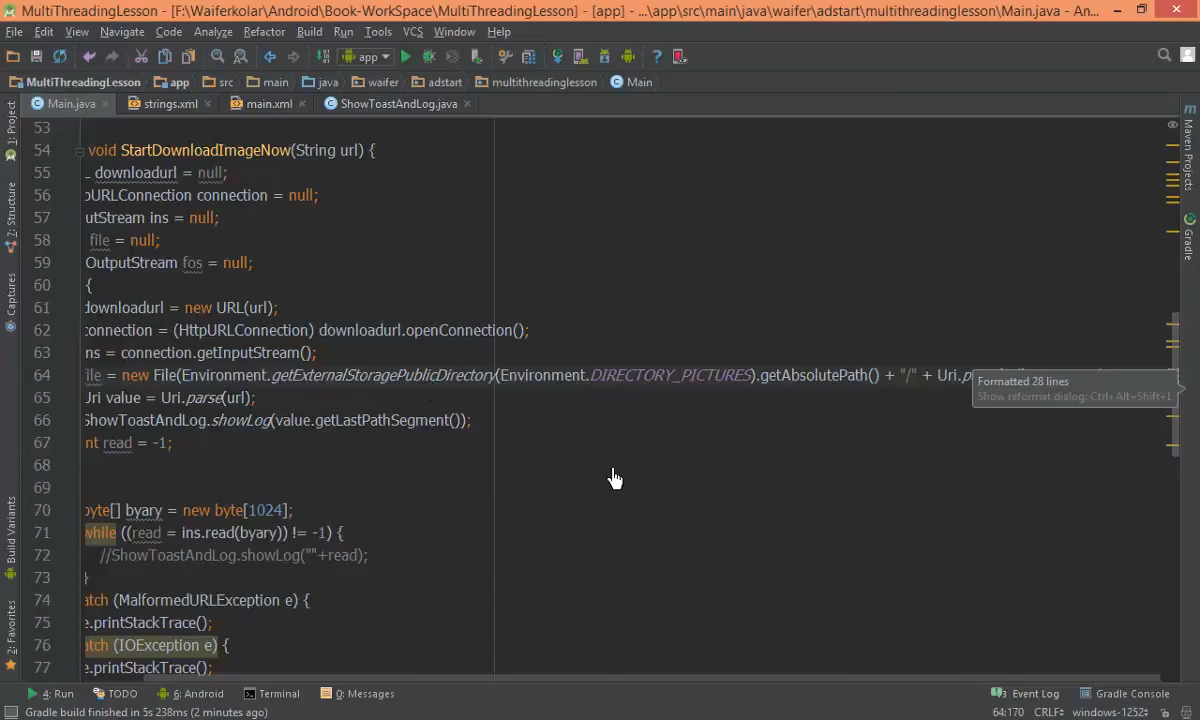 MultiThreadingLesson - [F:\Waiferkolar\Android\Book-WorkSpace\MultiThreadingLesson] - [app] - ...\app\src\main\java\waifer\adstart\multithreadinglesson\Main.java - An...
File Edit View Navigate Code Analyze Refactor Build Run Tools VCS Window Help
app
MultiThreadingLesson app src main java waifer adstart multithreadinglesson Main
Main.java strings.xml main.xml ShowToastAndLog.java
1: Project
7: Structure
Captures
Build Variants
2: Favorites
53
54 void StartDownloadImageNow(String url) {
55 downloadurl = null;
56 pURLConnection connection = null;
57 utStream ins = null;
58 file = null;
59 OutputStream fos = null;
60 {
61 downloadurl = new URL(url);
62 connection = (HttpURLConnection) downloadurl.openConnection();
63 ns = connection.getInputStream();
64 ile = new File(Environment.getExternalStoragePublicDirectory(Environment.DIRECTORY_PICTURES).getAbsolutePath() + "/" + Uri.p
65 Uri value = Uri.parse(url);
66 ShowToastAndLog.showLog(value.getLastPathSegment());
67 nt read = -1;
68
69
70 byte[] byary = new byte[1024];
71 while ((read = ins.read(byary)) != -1) {
72 //ShowToastAndLog.showLog(""+read);
73 }
74 atch (MalformedURLException e) {
75 e.printStackTrace();
76 atch (IOException e) {
77 e.printStackTrace();
Formatted 28 lines
Show reformat dialog: Ctrl+Alt+Shift+L
Maven Projects
Gradle
4: Run TODO 6: Android Terminal 0: Messages Event Log Gradle Console
Gradle build finished in 5s 238ms (2 minutes ago) 64:170 CRLF windows-1252